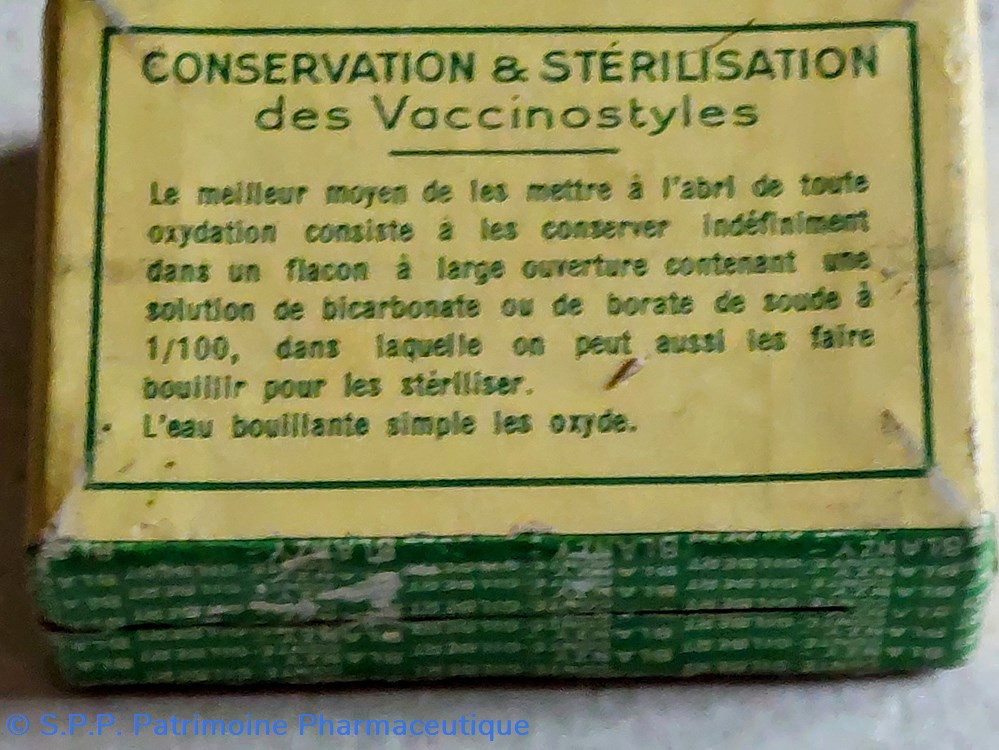 CONSERVATION & STÉRILISATION
des Vaccinostyles
Le meilleur moyen de les mettre à l'abri de toute
oxydation consiste à les conserver indéfiniment
dans un flacon à large ouverture contenant une
solution de bicarbonate ou de borate de soude à
1/100, dans laquelle on peut aussi les faire
bouillir pour les stériliser.
L'eau bouillante simple les oxyde.
BLANZY
© S.P.P. Patrimoine Pharmaceutique